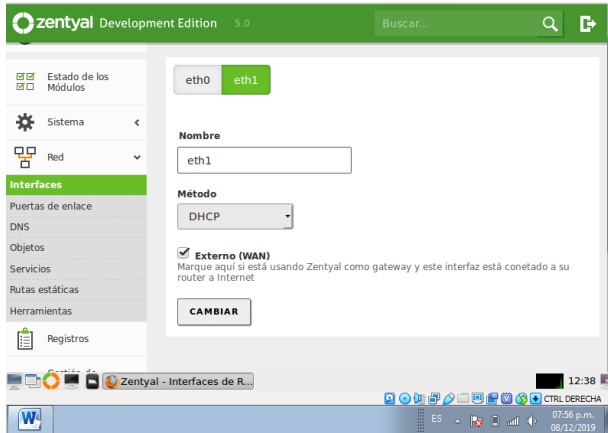 zentyal Development Edition 5.0
Buscar...
Estado de los
Módulos
Sistema
Red
Interfaces
Puertas de enlace
DNS
Objetos
Servicios
Rutas estáticas
Herramientas
Registros
eth0 eth1
Nombre
eth1
Método
DHCP
Externo (WAN)
Marque aquí si está usando Zentyal como gateway y este interfaz está conetado a su
router a Internet
CAMBIAR
Zentyal - Interfaces de R...
12:38
CTRL DERECHA
W
ES
07:56 p.m.
08/12/2019